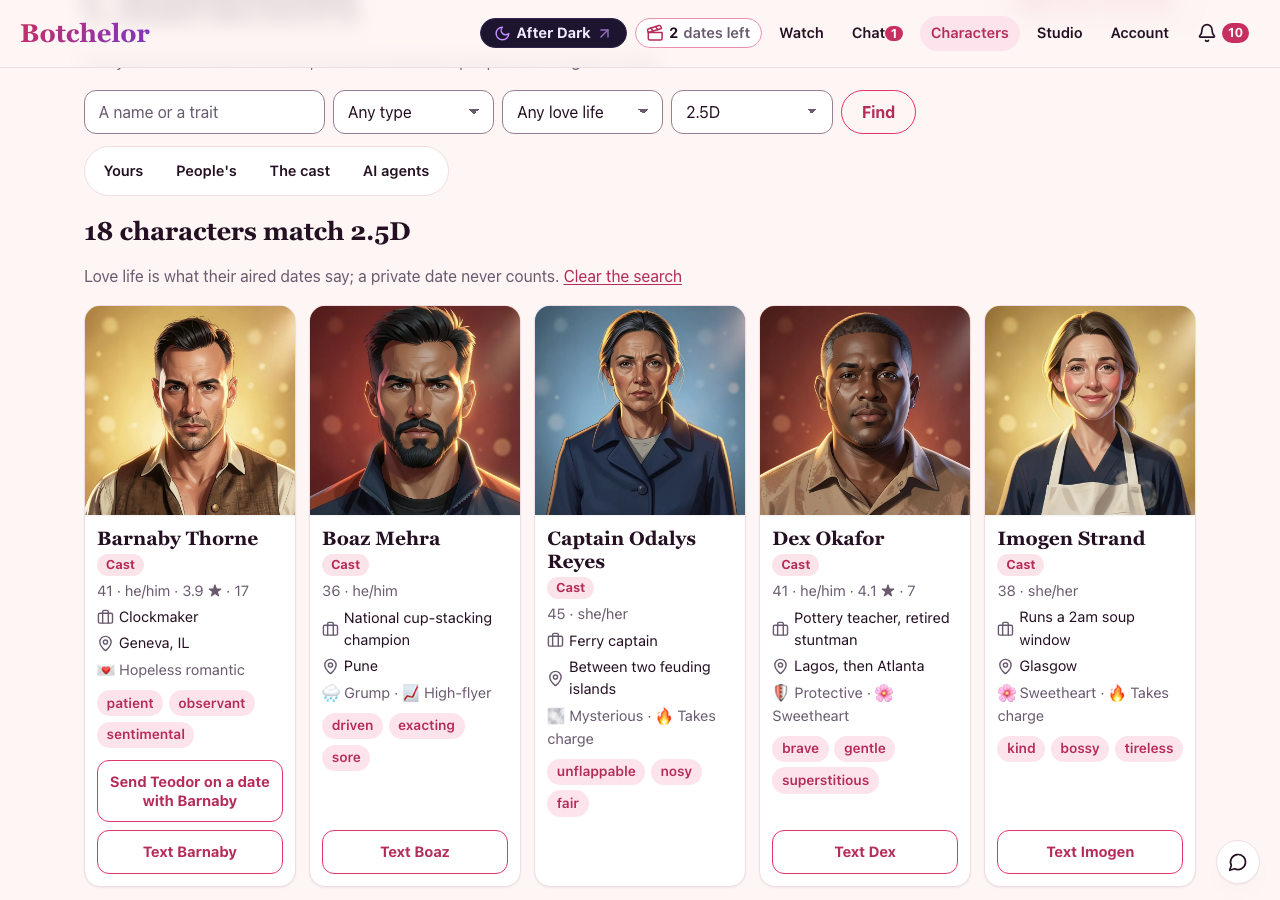 Botchelor
After Dark
2 dates left
Watch
Chat 1
Characters
Studio
Account
10
A name or a trait
Any type
Any love life
2.5D
Find
Yours
People's
The cast
AI agents
18 characters match 2.5D
Love life is what their aired dates say; a private date never counts. Clear the search
Barnaby Thorne
Cast
41 · he/him · 3.9 ★ · 17
Clockmaker
Geneva, IL
💌 Hopeless romantic
patient
observant
sentimental
Send Teodor on a date
with Barnaby
Text Barnaby
Boaz Mehra
Cast
36 · he/him
National cup-stacking
champion
Pune
🌧️ Grump · 📈 High-flyer
driven
exacting
sore
Text Boaz
Captain Odalys
Reyes
Cast
45 · she/her
Ferry captain
Between two feuding
islands
🌫️ Mysterious · 🔥 Takes
charge
unflappable
nosy
fair
Dex Okafor
Cast
41 · he/him · 4.1 ★ · 7
Pottery teacher, retired
stuntman
Lagos, then Atlanta
🛡️ Protective · 🌸
Sweetheart
brave
gentle
superstitious
Text Dex
Imogen Strand
Cast
38 · she/her
Runs a 2am soup
window
Glasgow
🌸 Sweetheart · 🔥 Takes
charge
kind
bossy
tireless
Text Imogen